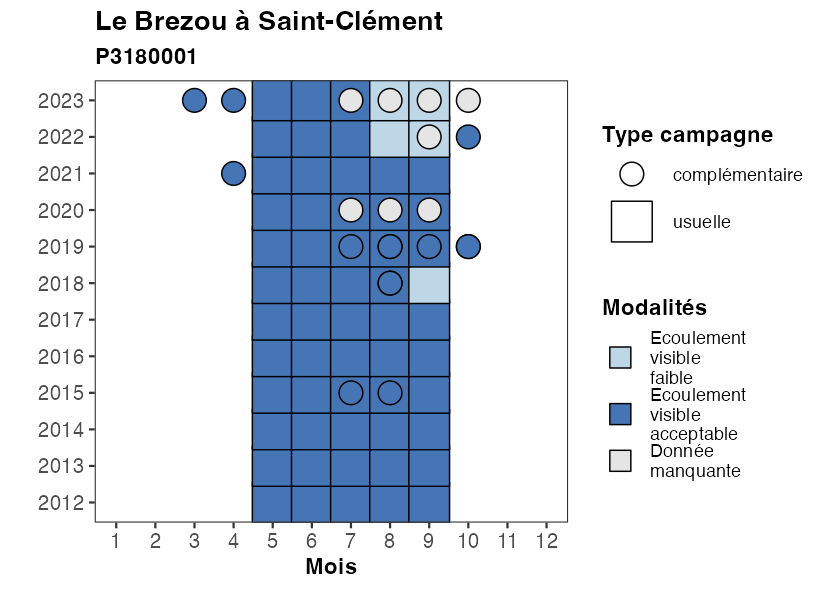 Le Brezou à Saint-Clément
P3180001
2023
2022
2021
2020
2019
2018
2017
2016
2015
2014
2013
2012
1 2 3 4 5 6 7 8 9 10 11 12
Mois
Type campagne
complémentaire
usuelle
Modalités
Ecoulement
visible
faible
Ecoulement
visible
acceptable
Donnée
manquante